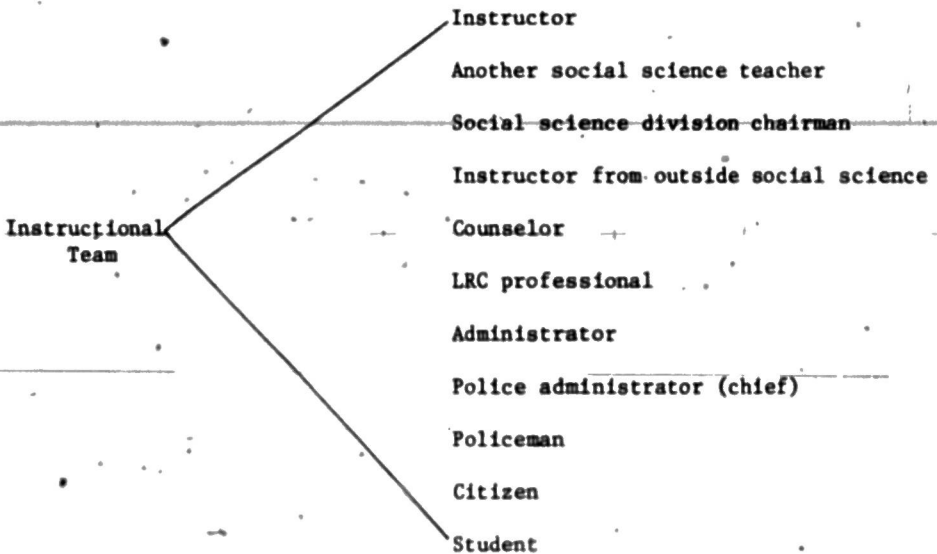 Instructor
Another social science teacher
Social science division chairman
Instructor from outside social science
Instructional
Team
Counselor
LRC professional
Administrator
Police administrator (chief)
Policeman
Citizen
Student